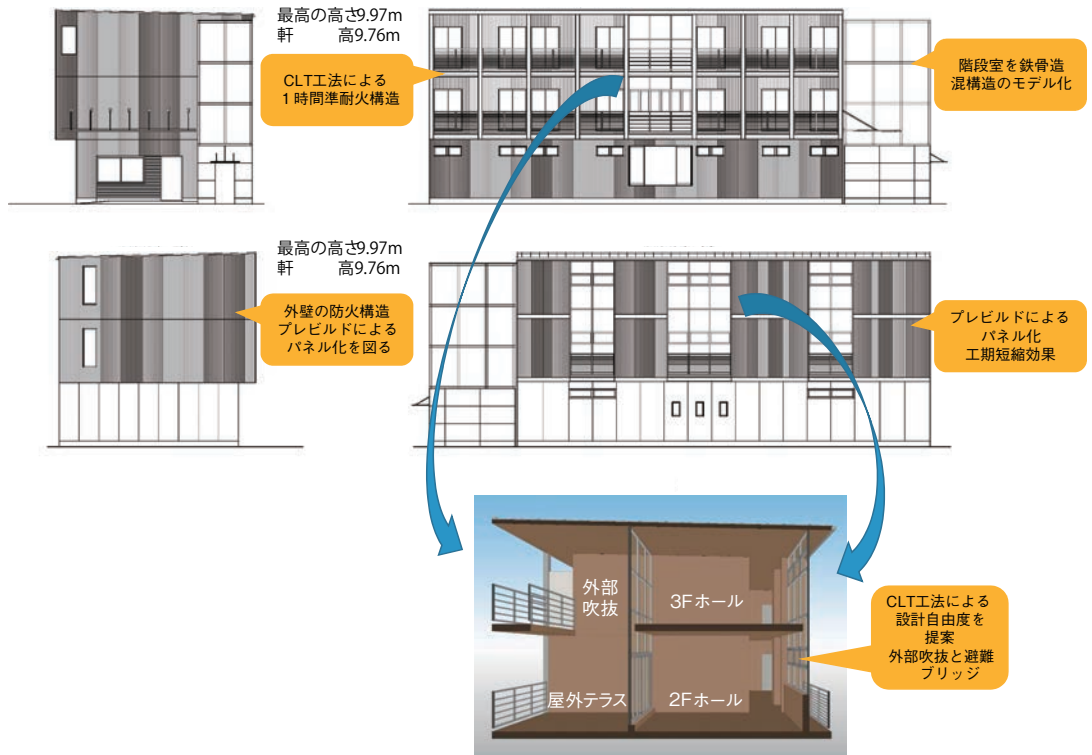 最高の高さ9.97m
軒　　高9.76m
CLT工法による
1時間準耐火構造
階段室を鉄骨造
混構造のモデル化
最高の高さ9.97m
軒　　高9.76m
外壁の防火構造
プレビルドによる
パネル化を図る
プレビルドによる
パネル化
工期短縮効果
外部
吹抜
3Fホール
屋外テラス
2Fホール
CLT工法による
設計自由度を
提案
外部吹抜と避難
ブリッジ